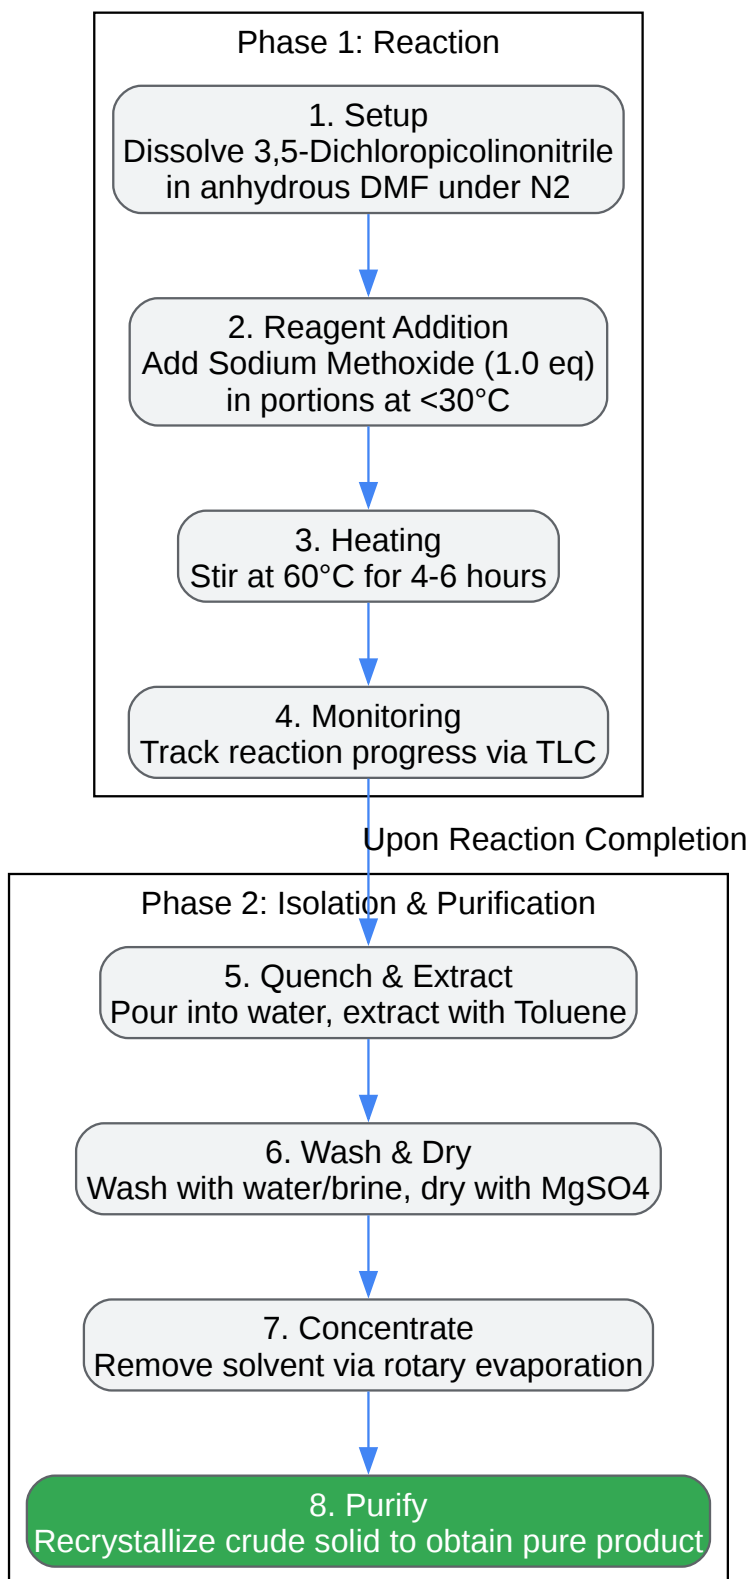 Phase 1: Reaction
1. Setup
Dissolve 3,5-Dichloropicolinonitrile
in anhydrous DMF under N2
2. Reagent Addition
Add Sodium Methoxide (1.0 eq)
in portions at <30°C
3. Heating
Stir at 60°C for 4-6 hours
4. Monitoring
Track reaction progress via TLC
Upon Reaction Completion
Phase 2: Isolation & Purification
5. Quench & Extract
Pour into water, extract with Toluene
6. Wash & Dry
Wash with water/brine, dry with MgSO4
7. Concentrate
Remove solvent via rotary evaporation
8. Purify
Recrystallize crude solid to obtain pure product